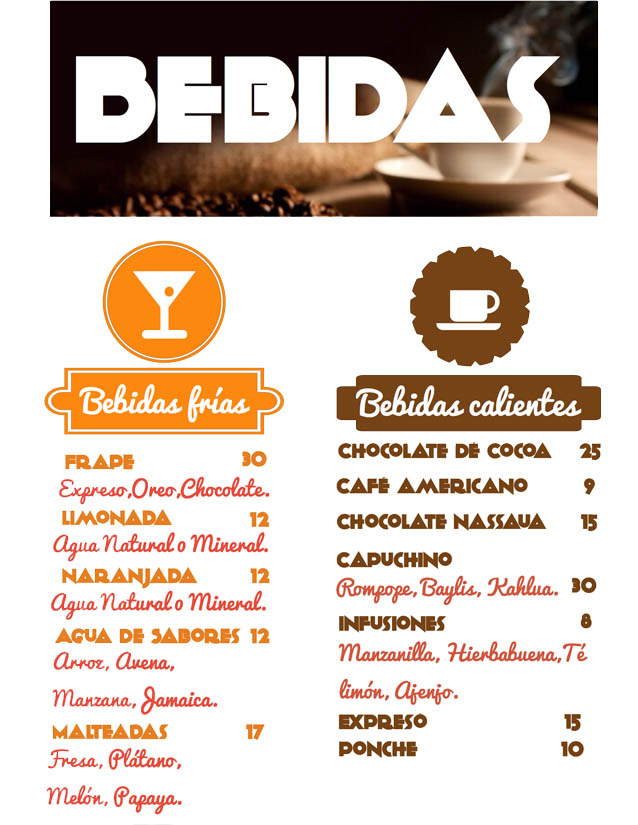 BEBIDAS
Bebidas frías
FRAPE 30
Expreso,Oreo,Chocolate.
LIMONADA 12
Agua Natural o Mineral.
NARANJADA 12
Agua Natural o Mineral.
AGUA DE SABORES 12
Arroz, Avena,
Manzana, Jamaica.
MALTEADAS 17
Fresa, Plátano,
Melón, Papaya.
Bebidas calientes
CHOCOLATE DÉ COCOA 25
CAFÉ AMERICANO 9
CHOCOLATE NASSAUA 15
CAPUCHINO
Rompope, Baylis, Kahlua. 30
INFUSIONES 8
Manzanilla, Hierbabuena,Té
limón, Ajenjo.
EXPRESO 15
PONCHE 10